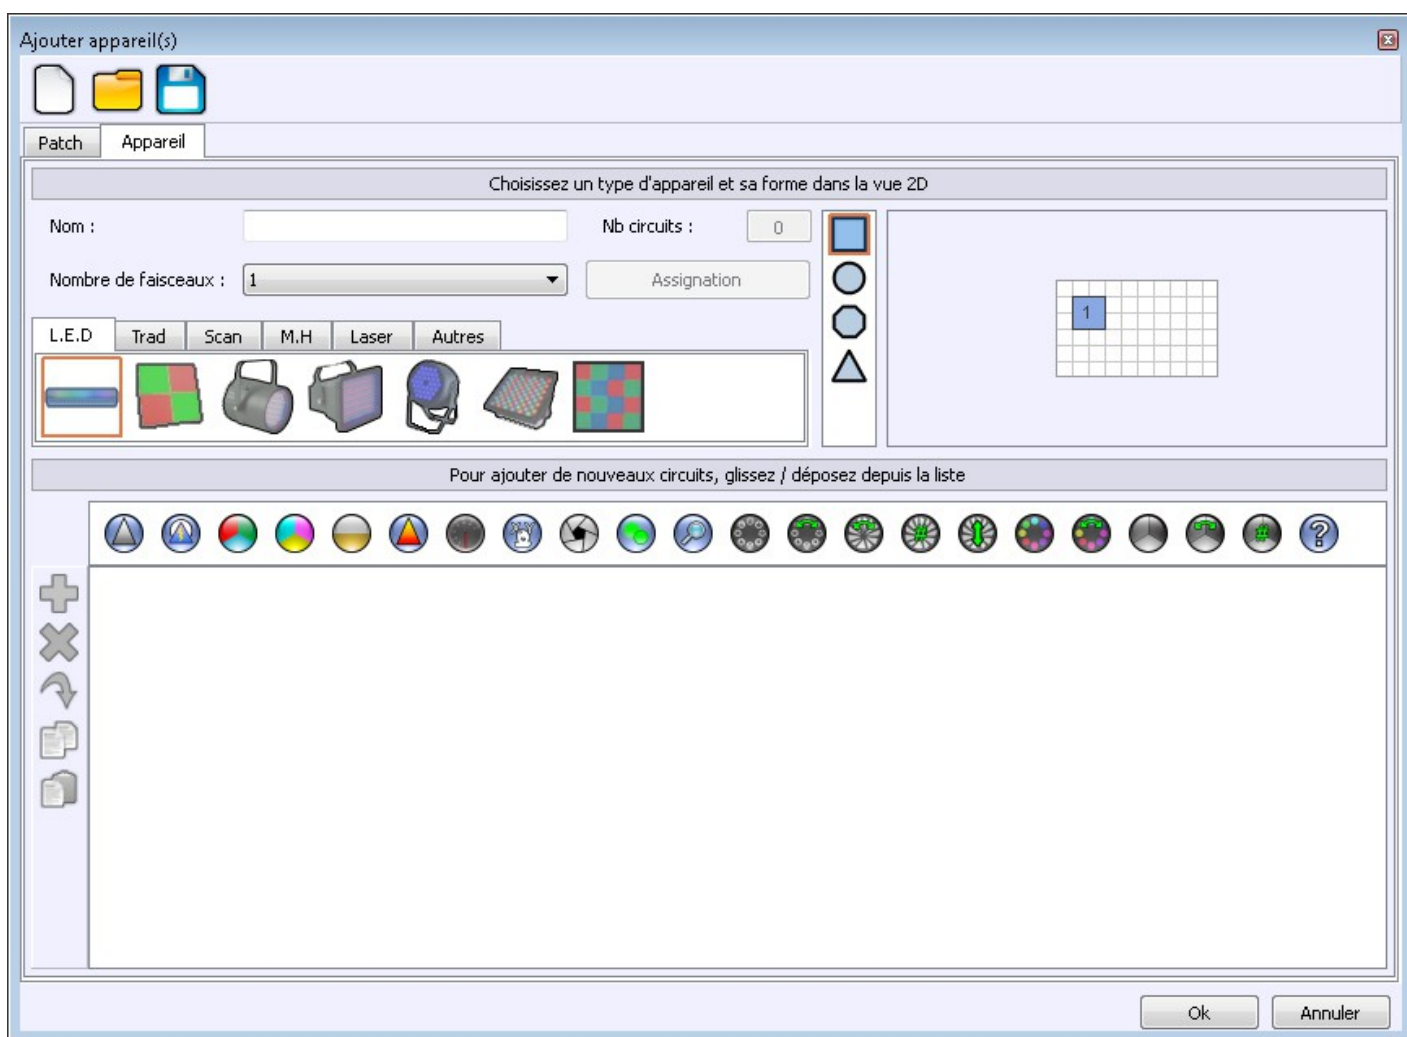 Ajouter appareil(s)
Patch Appareil
Choisissez un type d'appareil et sa forme dans la vue 2D
Nom : Nb circuits : 0
Nombre de faisceaux : 1 Assignation
1
L.E.D Trad Scan M.H Laser Autres
Pour ajouter de nouveaux circuits, glissez / déposez depuis la liste
# # ?
Ok Annuler